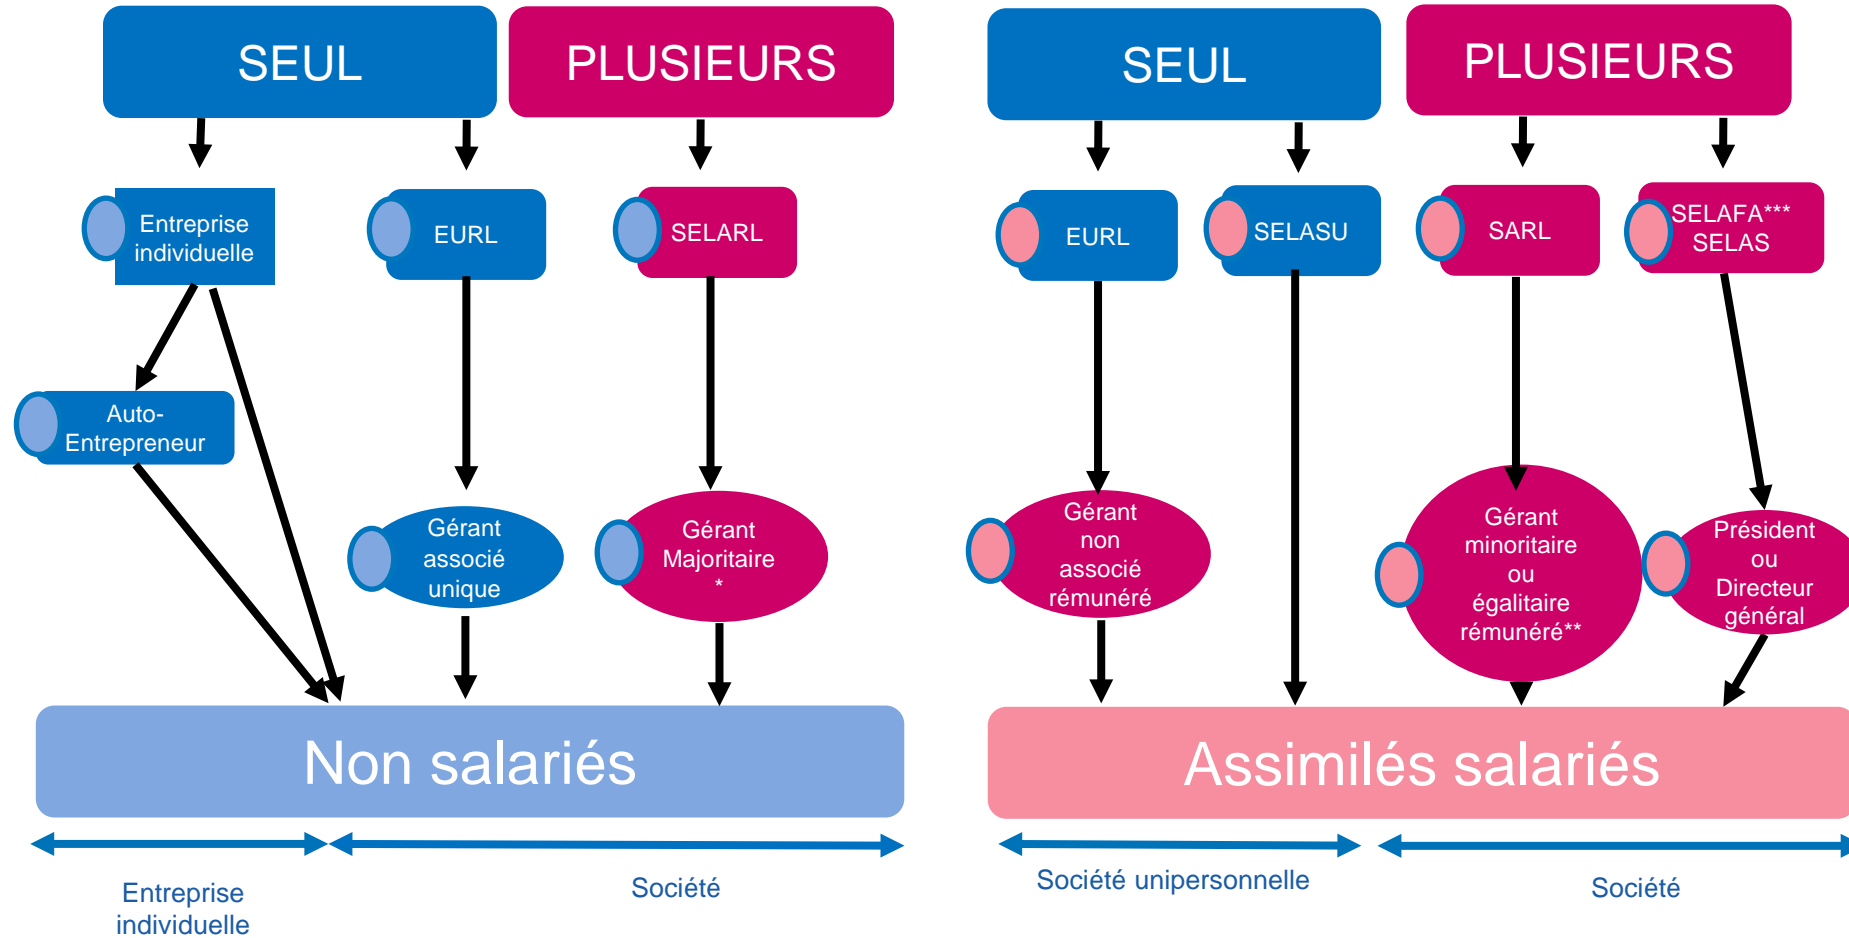 SEUL
PLUSIEURS
SEUL
PLUSIEURS
Entreprise
individuelle
EURL
SELARL
EURL
SELASU
SARL
SELAFA***
SELAS
Auto-
Entrepreneur
Gérant
associé
unique
Gérant
Majoritaire
*
Gérant
non
associé
rémunéré
Gérant
minoritaire
ou
égalitaire
rémunéré**
Président
ou
Directeur
général
Non salariés
Assimilés salariés
Entreprise
individuelle
Société
Société unipersonnelle
Société